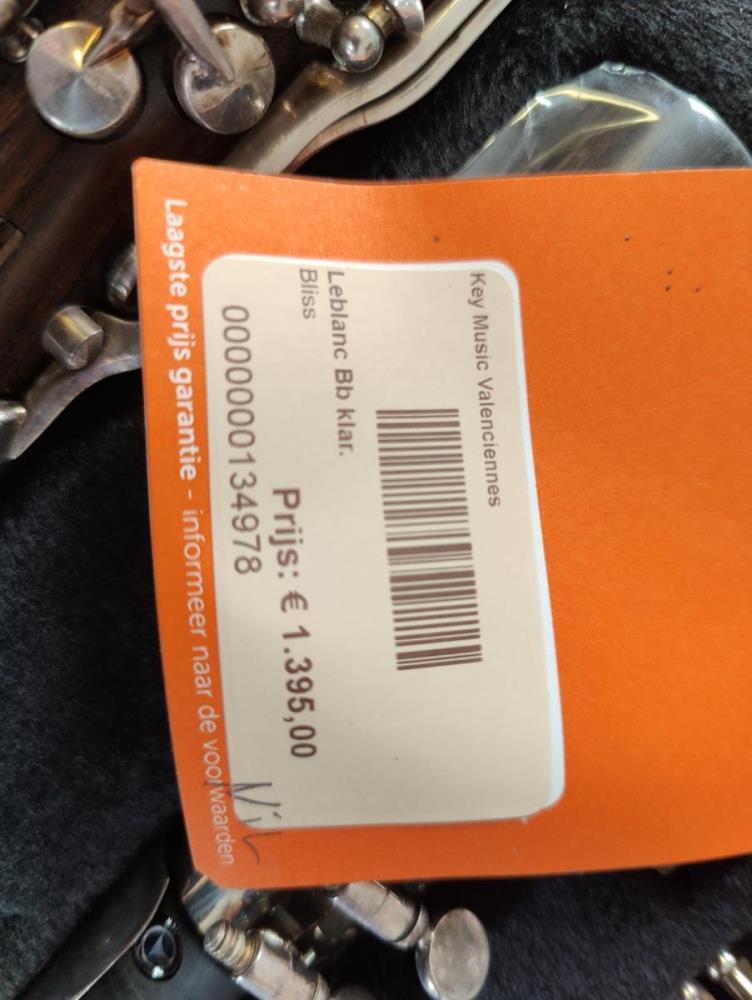 Key Music Valenciennes
Leblanc Bb klar.
Bliss
Prijs: € 1.395,00
0000000134978
Laagste prijs garantie - informeer naar de voorwaarden